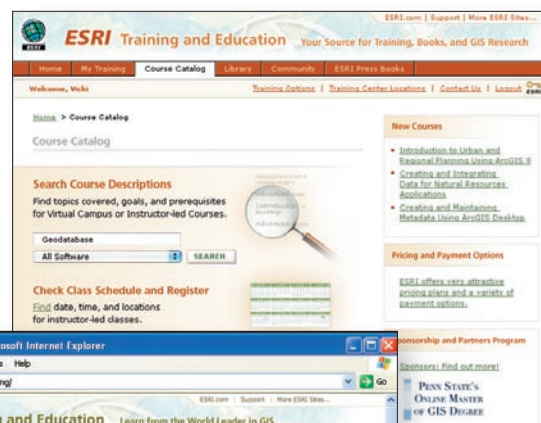 ESRI.com | Support | More ESRI Sites...
ESRI
ESRI Training and Education Your Source for Training, Books, and GIS Research
Home My Training Course Catalog Library Community ESRI Press Books
Welcome, Vicki
Training Options | Training Center Locations | Contact Us | Logout
Home > Course Catalog
Course Catalog
Search Course Descriptions
Find topics covered, goals, and prerequisites
for Virtual Campus or Instructor-led Courses.
Geodatabase
All Software SEARCH
Check Class Schedule and Register
Find date, time, and locations
for instructor-led classes.
New Courses
• Introduction to Urban and
Regional Planning Using ArcGIS 9
• Creating and Integrating
Data for Natural Resources
Applications
• Creating and Maintaining
Metadata Using ArcGIS Desktop
Pricing and Payment Options
ESRI offers very attractive
pricing plans and a variety of
payment options.
ponsorship and Partners Program
Sponsors: Find out more!
PENN STATE'S
ONLINE MASTER
OF GIS DEGREE
osoft Internet Explorer
s Help
ng/
Go
ESRI.com | Support | More ESRI Sites...
g and Education Learn from the World Leader in GIS